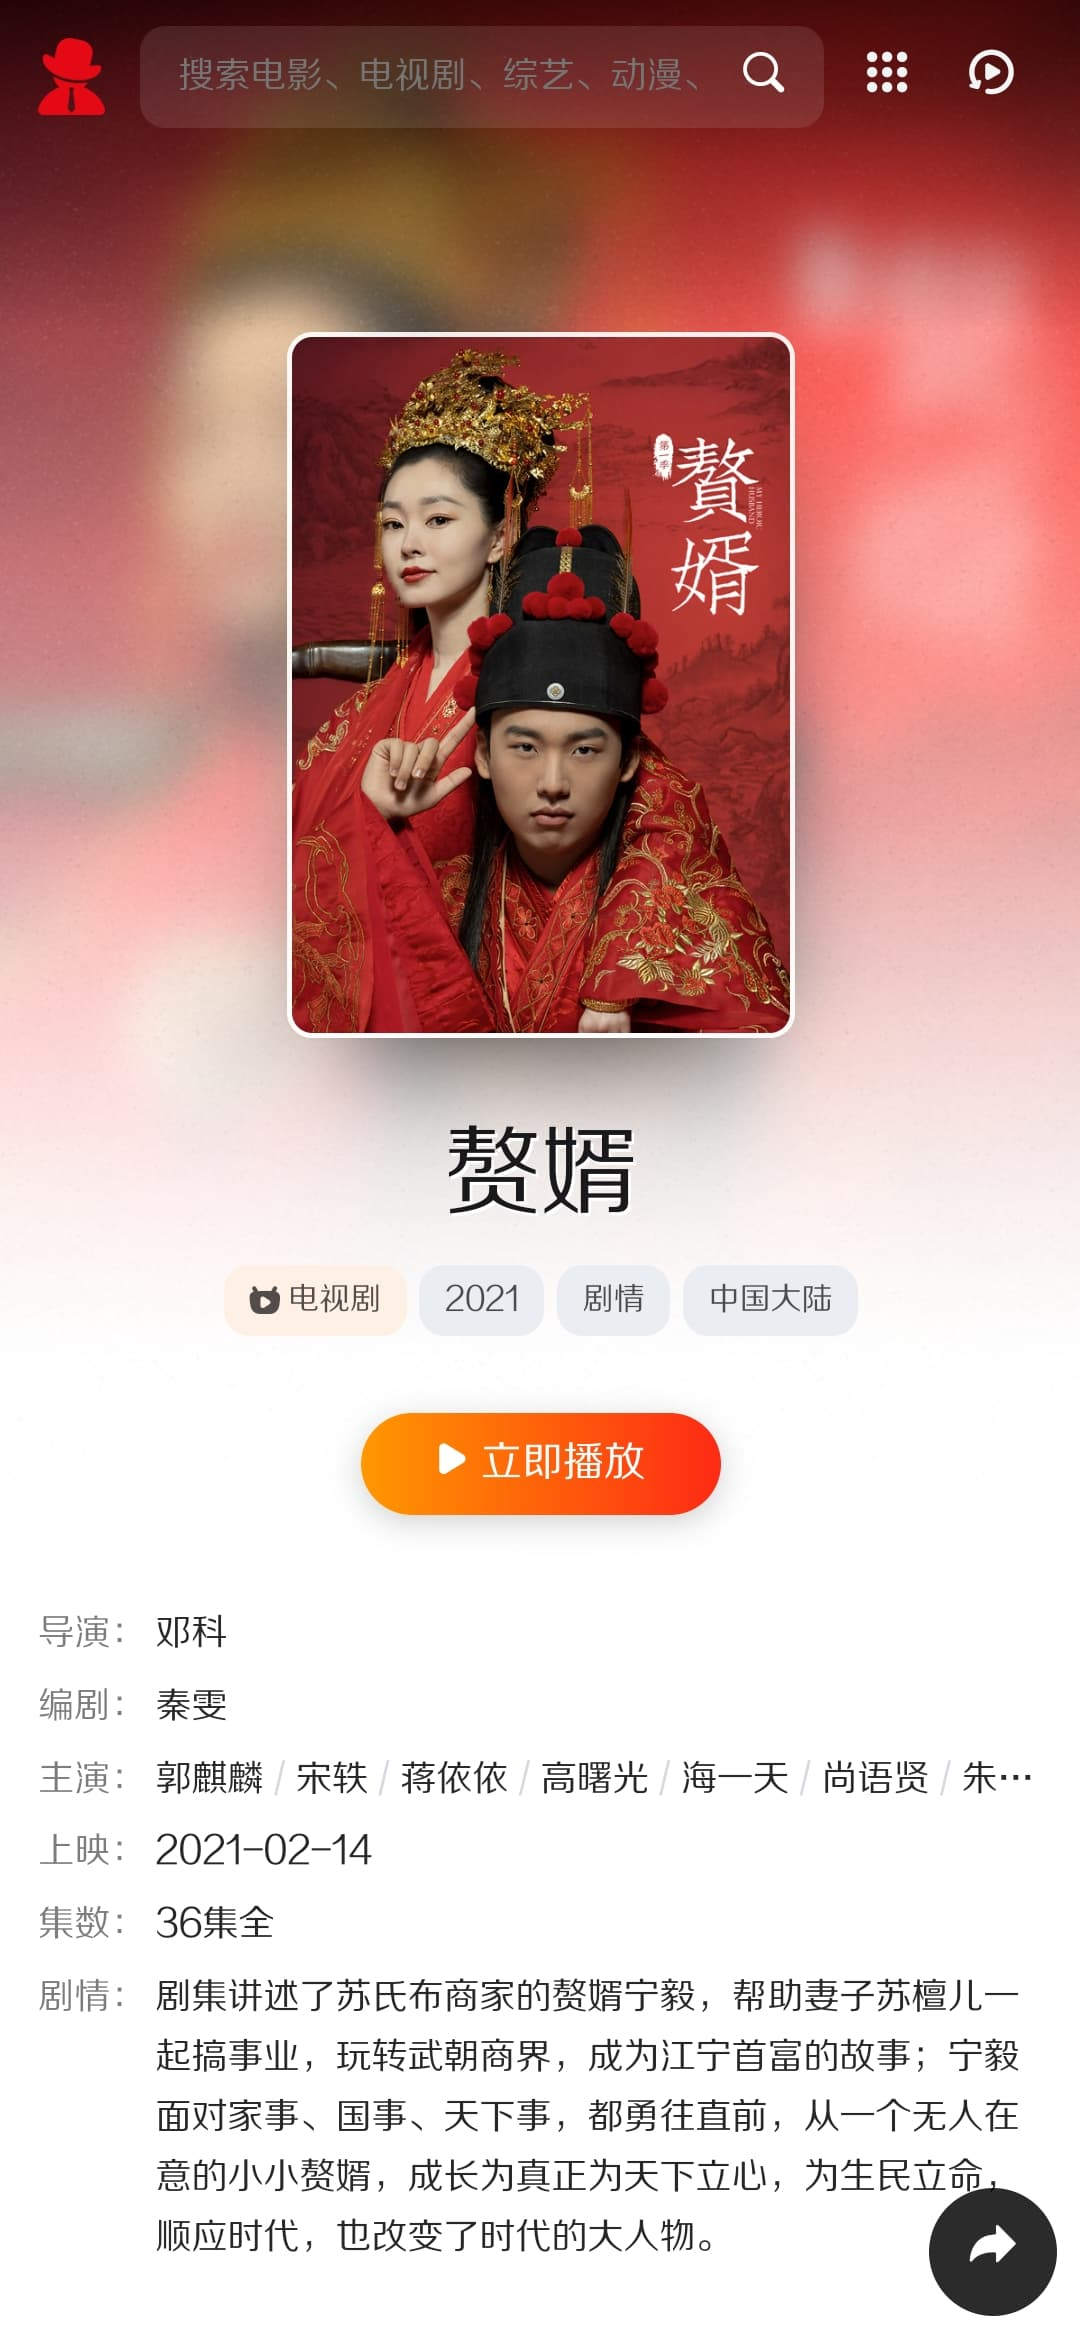 搜索电影、电视剧、综艺、动漫、
第一季
贅婿
MY HEROIC HUSBAND
赘婿
电视剧 2021 剧情 中国大陆
立即播放
导演： 邓科
编剧： 秦雯
主演： 郭麒麟 / 宋轶 / 蒋依依 / 高曙光 / 海一天 / 尚语贤 / 朱…
上映： 2021-02-14
集数： 36集全
剧情： 剧集讲述了苏氏布商家的赘婿宁毅，帮助妻子苏檀儿一
起搞事业，玩转武朝商界，成为江宁首富的故事；宁毅
面对家事、国事、天下事，都勇往直前，从一个无人在
意的小小赘婿，成长为真正为天下立心，为生民立命，
顺应时代，也改变了时代的大人物。